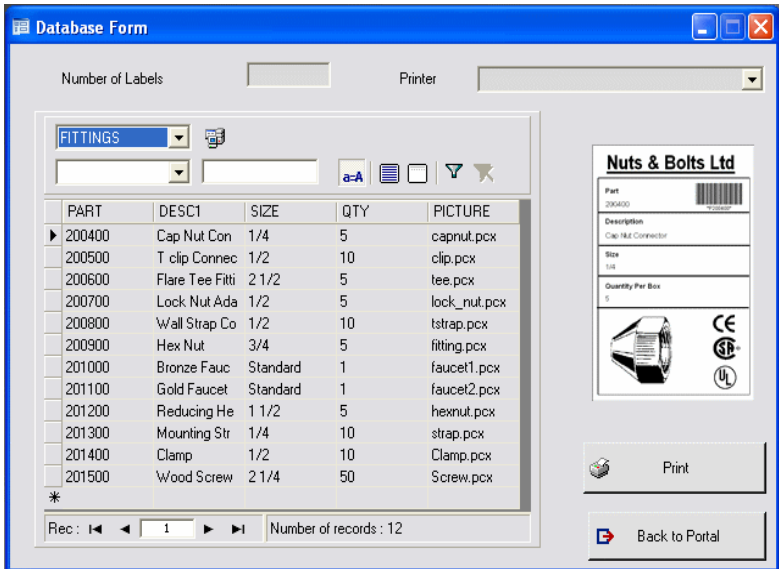 Database Form
Number of Labels
Printer
FITTINGS
a=A
PART DESC1 SIZE QTY PICTURE
200400 Cap Nut Con 1/4 5 capnut.pcx
200500 T clip Connec 1/2 10 clip.pcx
200600 Flare Tee Fitti 2 1/2 5 tee.pcx
200700 Lock Nut Ada 1/2 5 lock_nut.pcx
200800 Wall Strap Co 1/2 10 tstrap.pcx
200900 Hex Nut 3/4 5 fitting.pcx
201000 Bronze Fauc Standard 1 faucet1.pcx
201100 Gold Faucet Standard 1 faucet2.pcx
201200 Reducing He 1 1/2 5 hexnut.pcx
201300 Mounting Str 1/4 10 strap.pcx
201400 Clamp 1/2 10 Clamp.pcx
201500 Wood Screw 2 1/4 50 Screw.pcx
Rec : 1 Number of records : 12
Nuts & Bolts Ltd
Part
200400
Description
Cap Nut Connector
Size
1/4
Quantity Per Box
5
CE
UL
Print
Back to Portal